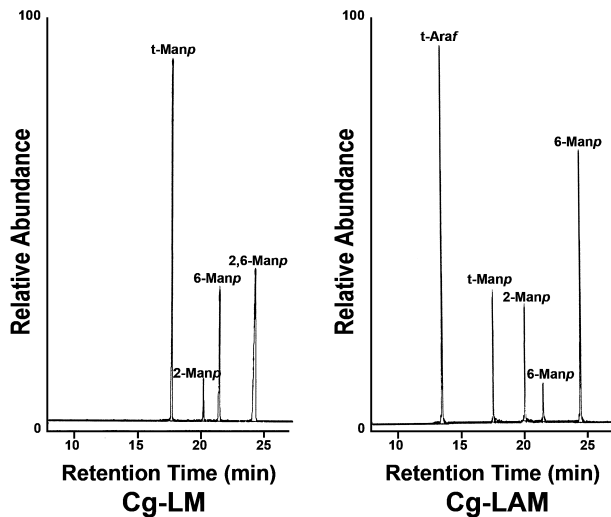 100
Relative Abundance
0
t-Manp
2-Manp
6-Manp
2,6-Manp
10 15 20 25
Retention Time (min)
Cg-LM
100
Relative Abundance
0
t-Araf
t-Manp
2-Manp
6-Manp
6-Manp
10 15 20 25
Retention Time (min)
Cg-LAM